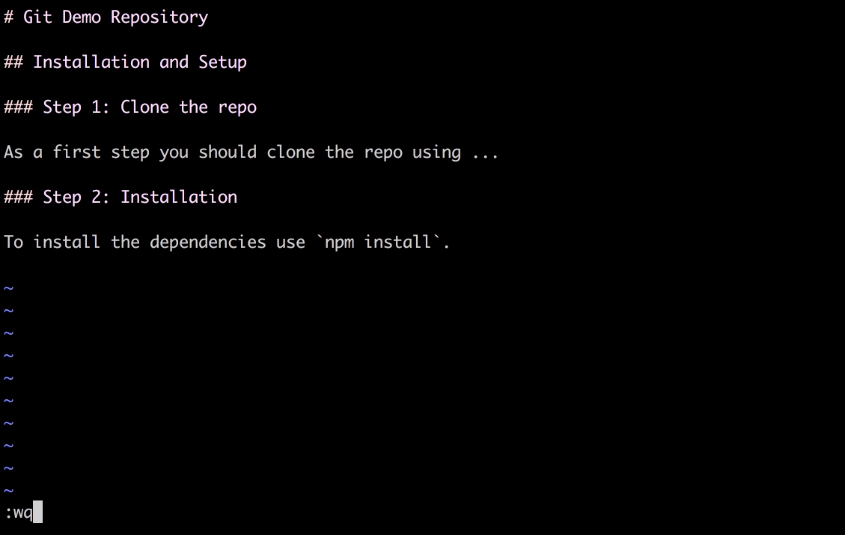 # Git Demo Repository
## Installation and Setup
### Step 1: Clone the repo
As a first step you should clone the repo using ...
### Step 2: Installation
To install the dependencies use `npm install`.
~
~
~
~
~
~
~
~
~
~
:wq